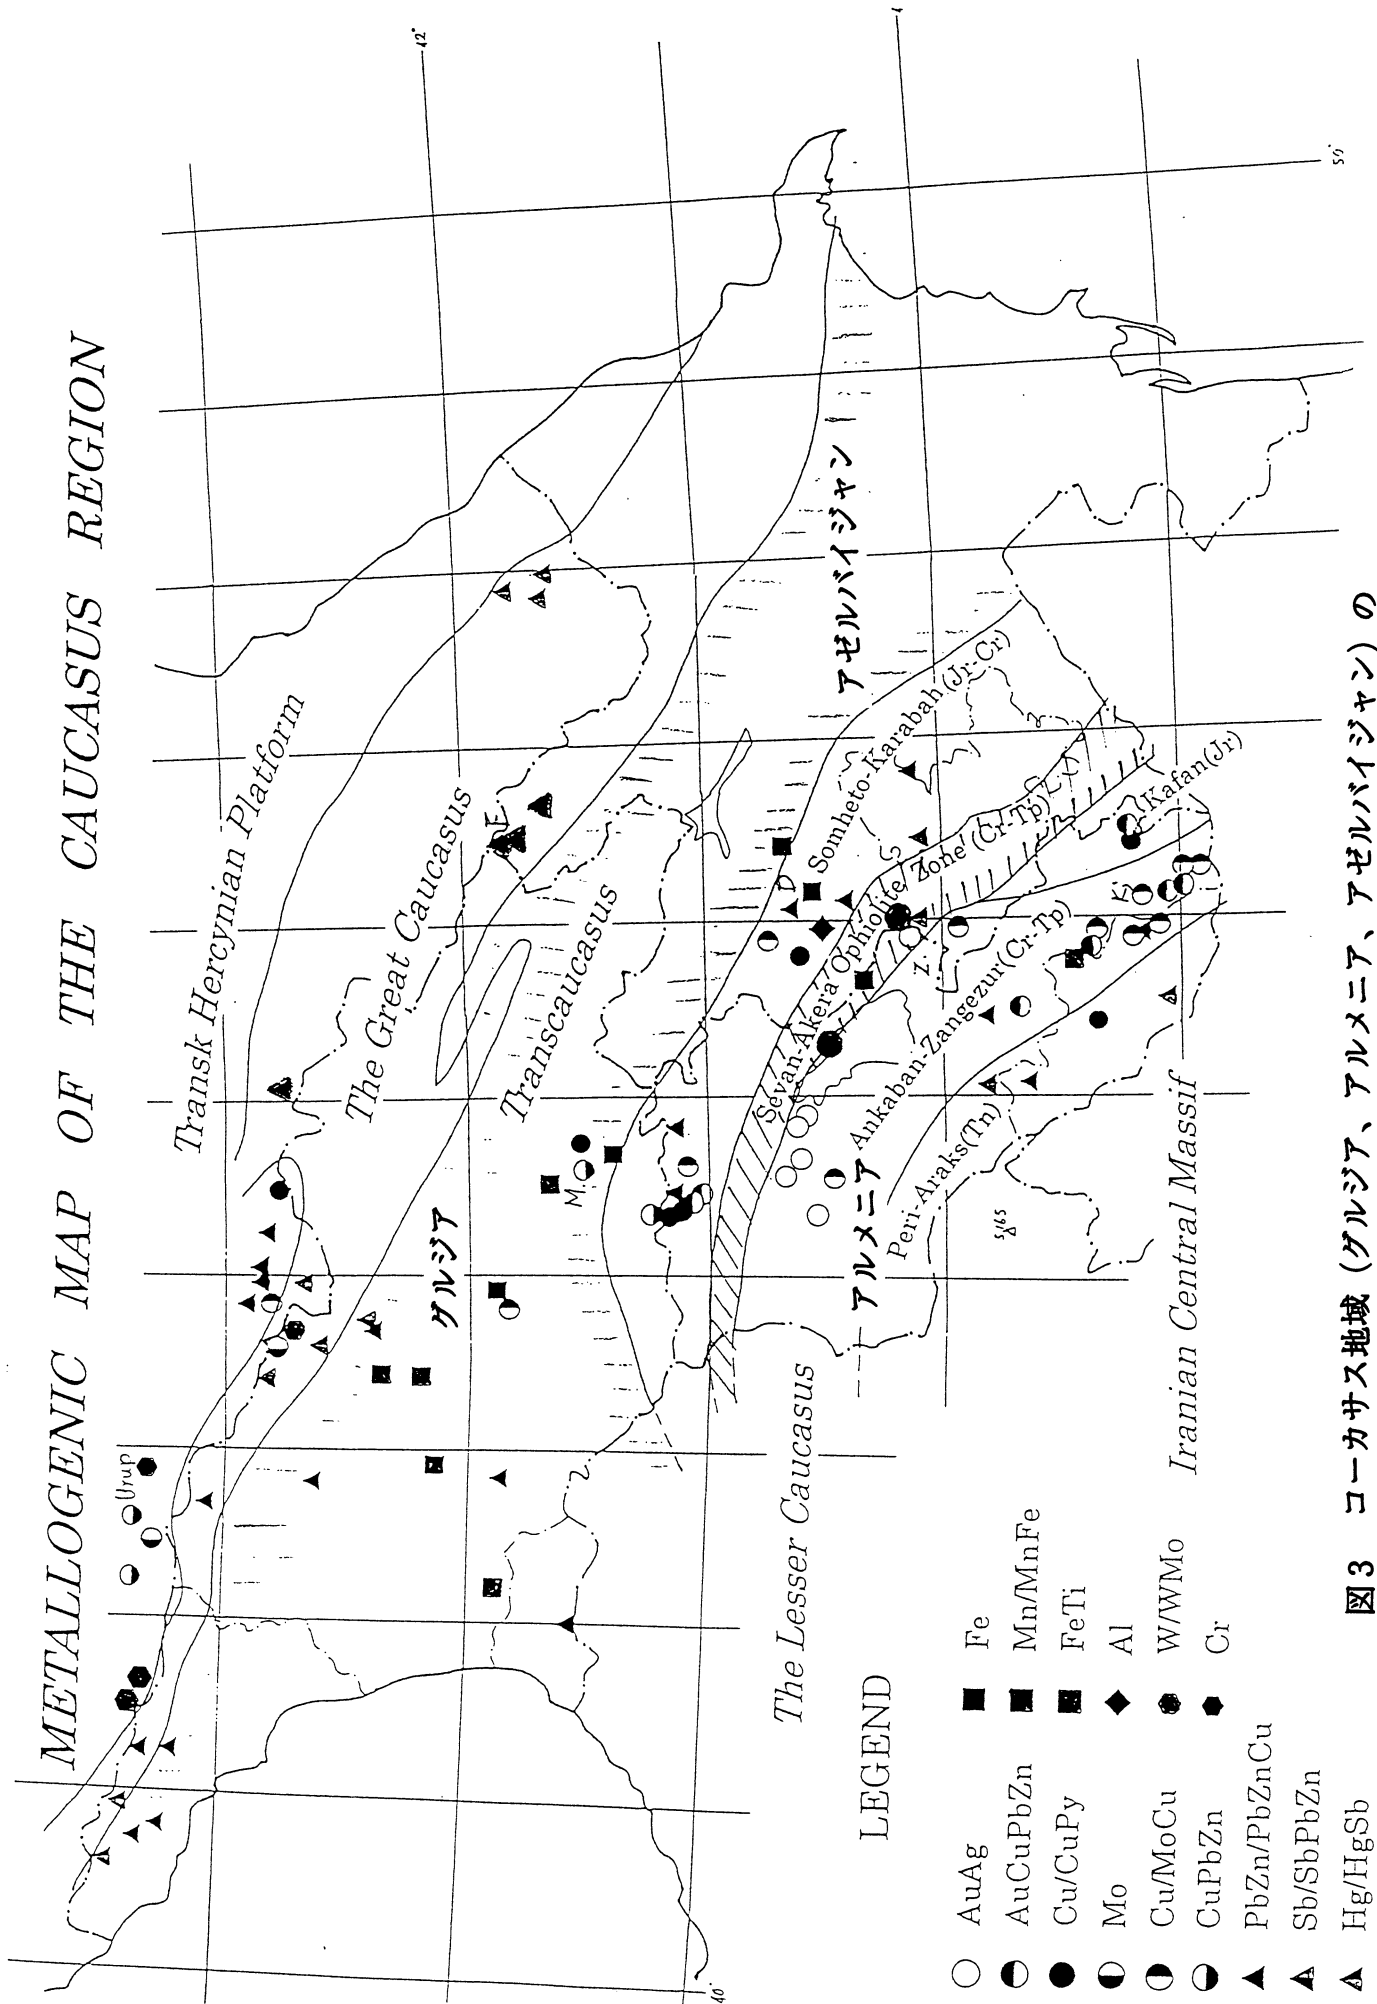 METALLOGENIC MAP OF THE CAUCASUS REGION
42°
50°
40°
Transk Hercynian Platform
The Great Caucasus
Transcaucasus
グルジア
アゼルバイジャン
アルメニア
Urup
M.
Z.
Somheto-Karabah(Jr-Cr)
Sevan-Akera Ophiolite Zone (Cr-Tp)
Kafan(Jr)
Ankaban-Zangezur(Cr-Tp)
Peri-Araks(Tn)
5165
The Lesser Caucasus
Iranian Central Massif
LEGEND
AuAg
AuCuPbZn
Cu/CuPy
Mo
Cu/MoCu
CuPbZn
PbZn/PbZnCu
Sb/SbPbZn
Hg/HgSb
Fe
Mn/MnFe
FeTi
Al
W/WMo
Cr
図3 コーカサス地域(グルジア、アルメニア、アゼルバイジャン)の